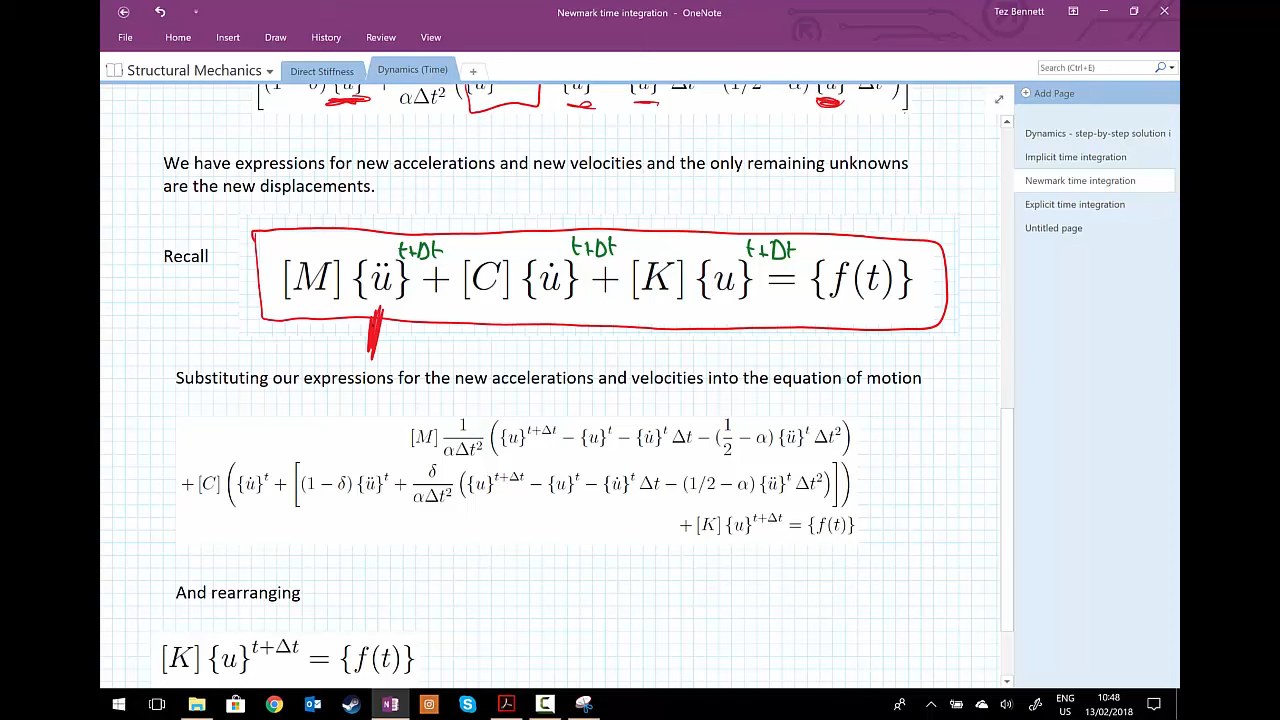 Newmark time integration - OneNote
Tez Bennett
File Home Insert Draw History Review View
Structural Mechanics
Direct Stiffness
Dynamics (Time)
Search (Ctrl+E)
Add Page
Dynamics - step-by-step solution i
Implicit time integration
Newmark time integration
Explicit time integration
Untitled page
We have expressions for new accelerations and new velocities and the only remaining unknowns
are the new displacements.
t+Δt t+Δt t+Δt
Recall
[M] {ü} + [C] {u̇} + [K] {u} = {f(t)}
Substituting our expressions for the new accelerations and velocities into the equation of motion
[M] 1/αΔt² ({u}^t+Δt − {u}^t − {u̇}^t Δt − (1/2 − α) {ü}^t Δt²)
+ [C] ({u̇}^t + [(1 − δ) {ü}^t + δ/αΔt² ({u}^t+Δt − {u}^t − {u̇}^t Δt − (1/2 − α) {ü}^t Δt²)])
+ [K] {u}^t+Δt = {f(t)}
And rearranging
[K] {u}^t+Δt = {f(t)}
ENG
US
10:48
13/02/2018